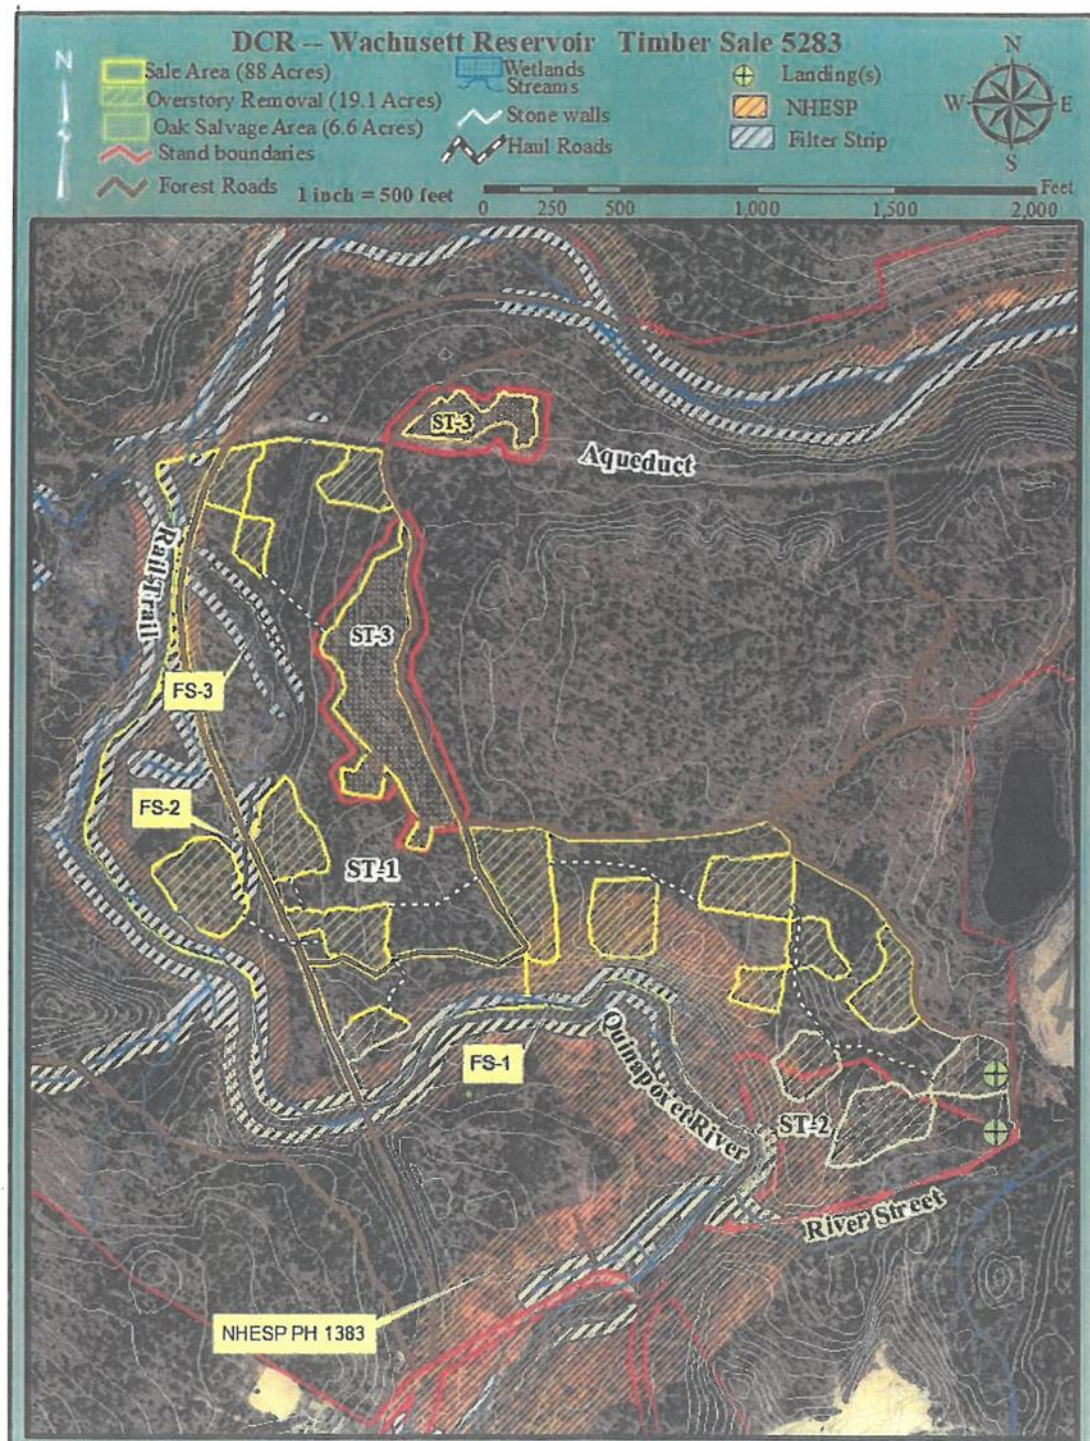 DCR -- Wachusett Reservoir Timber Sale 5283
N
Sale Area (88 Acres)
Overstory Removal (19.1 Acres)
Oak Salvage Area (6.6 Acres)
Stand boundaries
Forest Roads
Wetlands
Streams
Stone walls
Haul Roads
Landing(s)
NHESP
Filter Strip
N
W E
S
1 inch = 500 feet
Feet
0 250 500 1,000 1,500 2,000
ST-3
Aqueduct
Rail Trail
ST-3
FS-3
FS-2
ST-1
FS-1
Quinapoxet River
ST-2
River Street
NHESP PH 1383